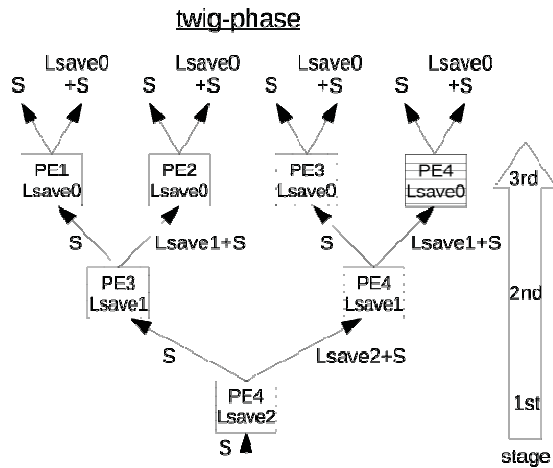 twig-phase
Lsave0 Lsave0 Lsave0 Lsave0
S +S S +S S +S S +S
PE1 PE2 PE3 PE4
Lsave0 Lsave0 Lsave0 Lsave0
3rd
S Lsave1+S S Lsave1+S
PE3 PE4
Lsave1 Lsave1
2nd
S Lsave2+S
PE4
Lsave2
1st
S
stage